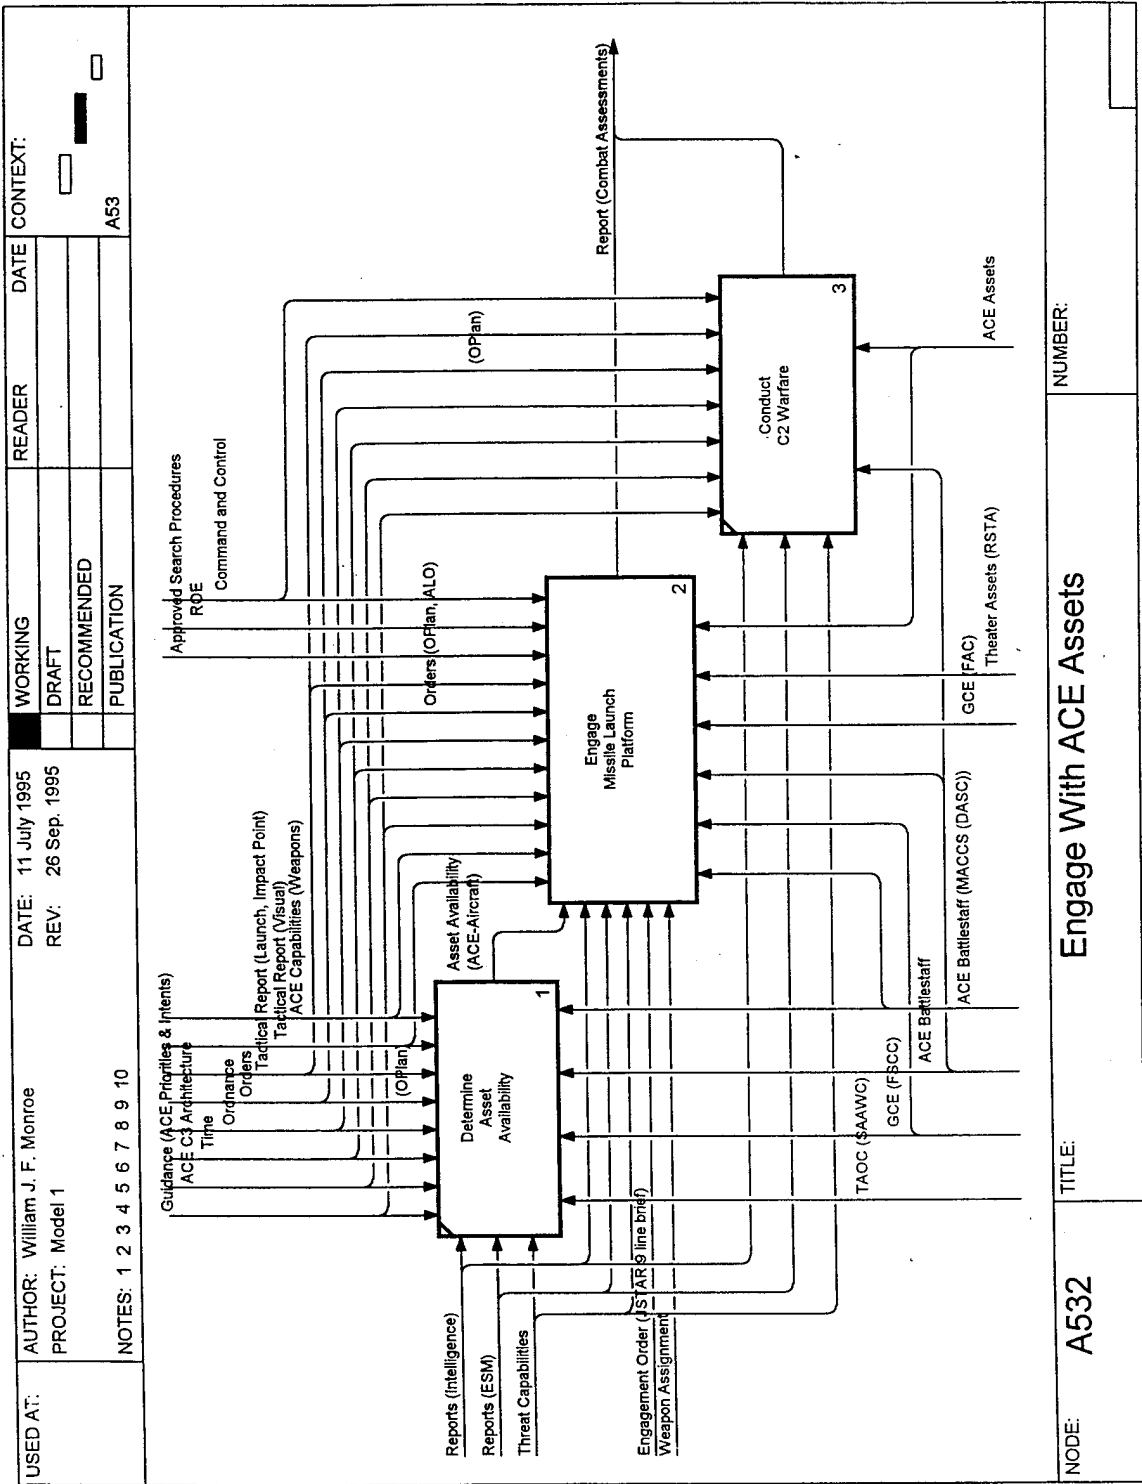 USED AT:
AUTHOR: William J. F. Monroe
PROJECT: Model 1
NOTES: 1 2 3 4 5 6 7 8 9 10
DATE: 11 July 1995
REV: 26 Sep. 1995
WORKING
DRAFT
RECOMMENDED
PUBLICATION
READER
DATE
CONTEXT:
A53
Guidance (ACE Priorities & Intents)
ACE C3 Architecture
Time
Ordnance
Orders
Tactical Report (Launch, Impact Point)
Tactical Report (Visual)
ACE Capabilities (Weapons)
(OPlan)
Approved Search Procedures
ROE
Command and Control
Orders (OPlan, ALO)
(OPlan)
Report (Combat Assessments)
Reports (Intelligence)
Reports (ESM)
Threat Capabilities
Engagement Order (JSTAR 9 line brief)
Weapon Assignment
Determine
Asset
Availability
1
Asset Availability
(ACE-Aircraft)
Engage
Missile Launch
Platform
2
Conduct
C2 Warfare
3
TAOC (SAAWC)
GCE (FSCC)
ACE Battlestaff
ACE Battlestaff (MACCS (DASC))
GCE (FAC)
Theater Assets (RSTA)
ACE Assets
NODE:
A532
TITLE:
Engage With ACE Assets
NUMBER: